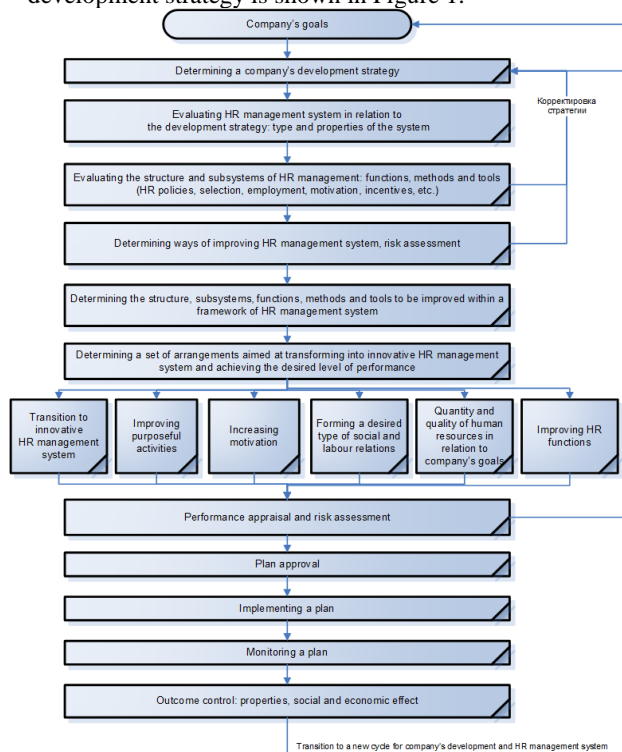 development strategy is shown in Figure 1.
Company's goals
Determining a company's development strategy
Корректировка
стратегии
Evaluating HR management system in relation to
the development strategy: type and properties of the system
Evaluating the structure and subsystems of HR management: functions, methods and tools
(HR policies, selection, employment, motivation, incentives, etc.)
Determining ways of improving HR management system, risk assessment
Determining the structure, subsystems, functions, methods and tools to be improved within a
framework of HR management system
Determining a set of arrangements aimed at transforming into innovative HR management
system and achieving the desired level of performance
Transition to
innovative
HR management
system
Improving
purposeful
activities
Increasing
motivation
Forming a desired
type of social and
labour relations
Quantity and
quality of human
resources in
relation to
company's goals
Improving HR
functions
Performance appraisal and risk assessment
Plan approval
Implementing a plan
Monitoring a plan
Outcome control: properties, social and economic effect
Transition to a new cycle for company's development and HR management system